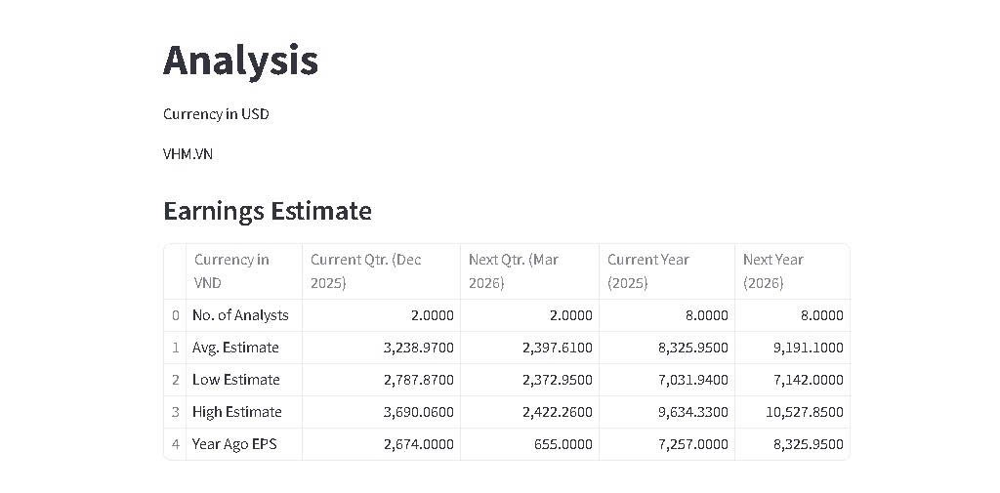 Analysis
Currency in USD
VHM.VN
Earnings Estimate
Currency in VND Current Qtr. (Dec 2025) Next Qtr. (Mar 2026) Current Year (2025) Next Year (2026)
0 No. of Analysts 2.0000 2.0000 8.0000 8.0000
1 Avg. Estimate 3,238.9700 2,397.6100 8,325.9500 9,191.1000
2 Low Estimate 2,787.8700 2,372.9500 7,031.9400 7,142.0000
3 High Estimate 3,690.0600 2,422.2600 9,634.3300 10,527.8500
4 Year Ago EPS 2,674.0000 655.0000 7,257.0000 8,325.9500